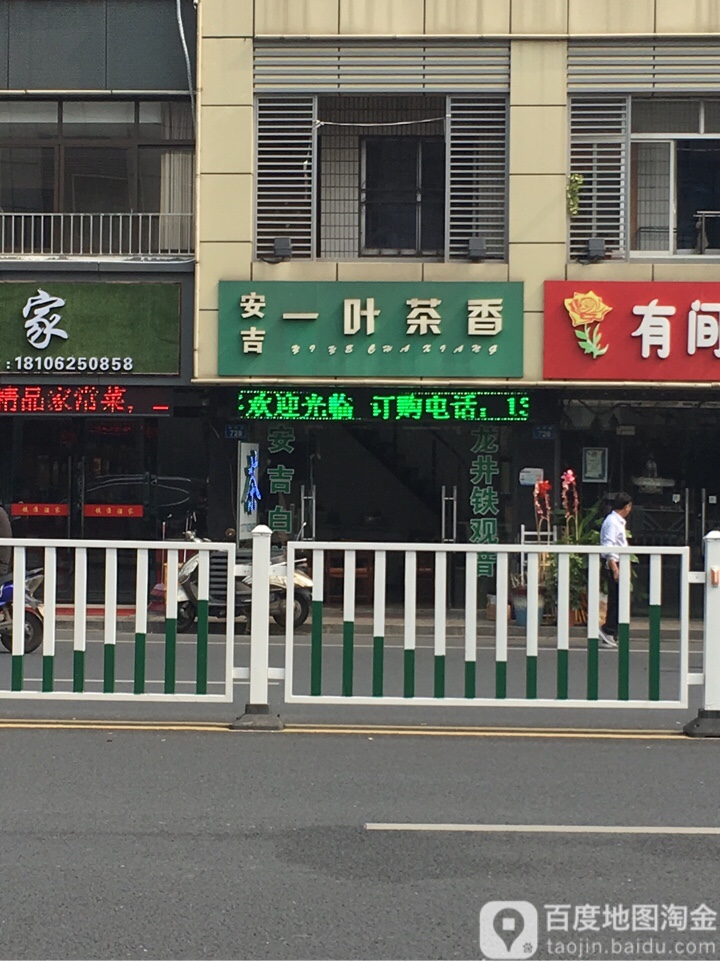 家
: 18106250858
精品家常菜，
安吉
一叶茶香
YIYE CHA XIANG
有间
欢迎光临 订购电话：13
729
安吉白
龙井铁观音
百度地图淘金
taojin.baidu.com